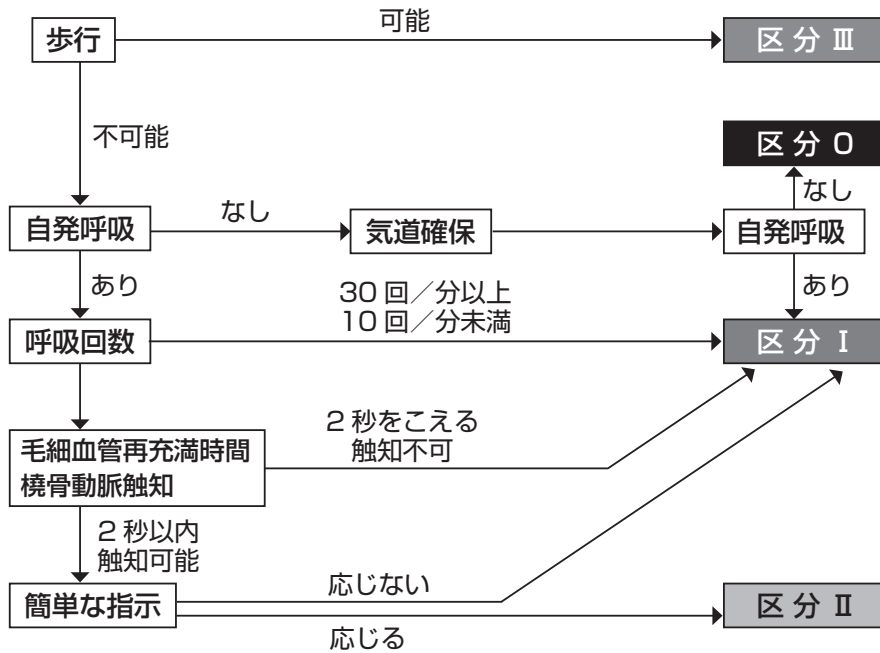 可能
歩行
区分 Ⅲ
不可能
区分 0
なし
なし
自発呼吸
気道確保
自発呼吸
あり
あり
30回／分以上
10回／分未満
呼吸回数
区分 Ⅰ
2秒をこえる
触知不可
毛細血管再充満時間
橈骨動脈触知
2秒以内
触知可能
応じない
簡単な指示
区分 Ⅱ
応じる